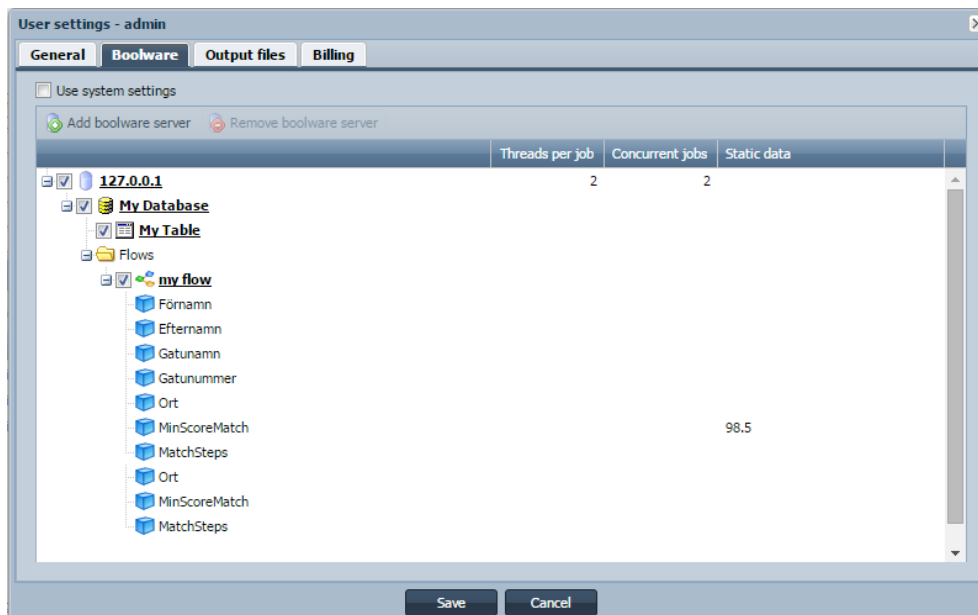 User settings - admin
General Boolware Output files Billing
Use system settings
Add boolware server Remove boolware server
Threads per job Concurrent jobs Static data
127.0.0.1 2 2
My Database
My Table
Flows
my flow
Förnamn
Efternamn
Gatunamn
Gatunummer
Ort
MinScoreMatch 98.5
MatchSteps
Ort
MinScoreMatch
MatchSteps
Save Cancel